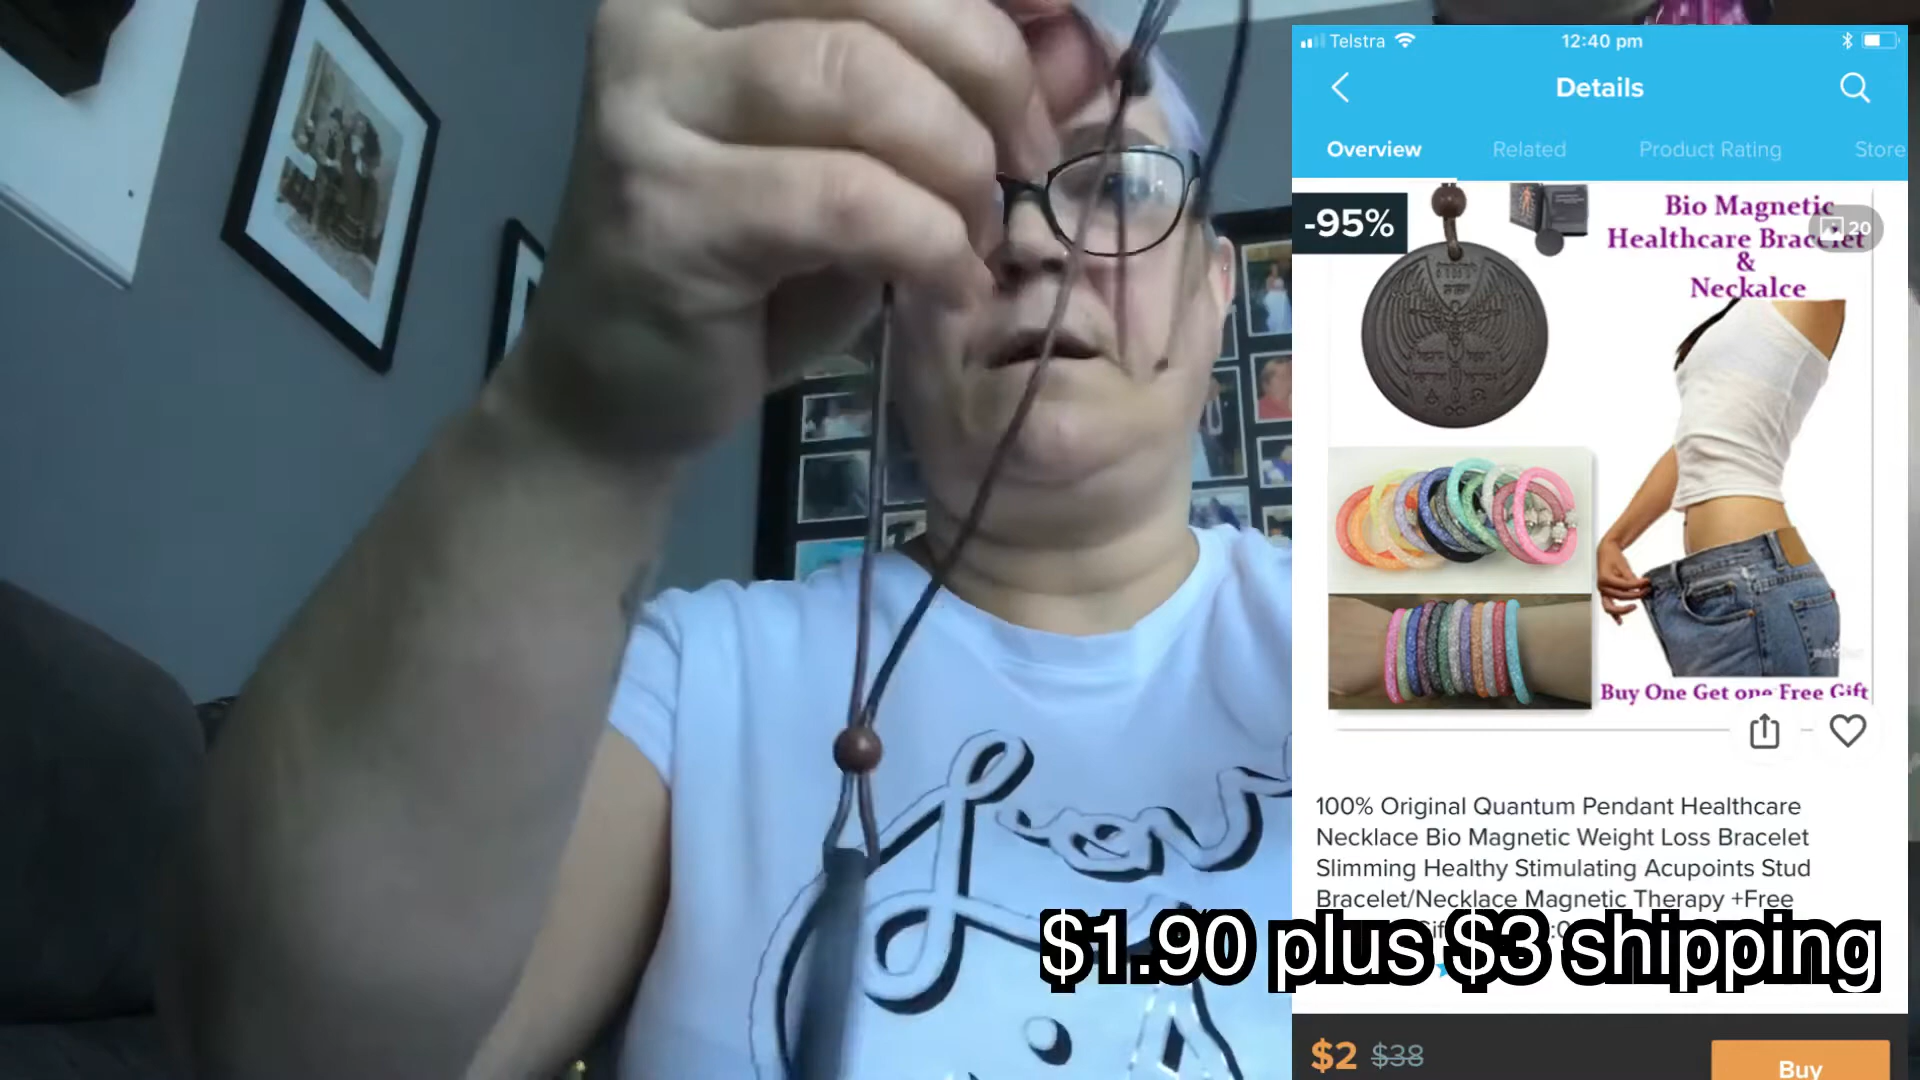 Telstra
12:40 pm
Details
Overview
Related
Product Rating
Store
-95%
20
Bio Magnetic
Healthcare Bracelet
&
Neckalce
Buy One Get one Free Gift
100% Original Quantum Pendant Healthcare
Necklace Bio Magnetic Weight Loss Bracelet
Slimming Healthy Stimulating Acupoints Stud
Bracelet/Necklace Magnetic Therapy +Free
$1.90 plus $3 shipping
$2 $38
Buy